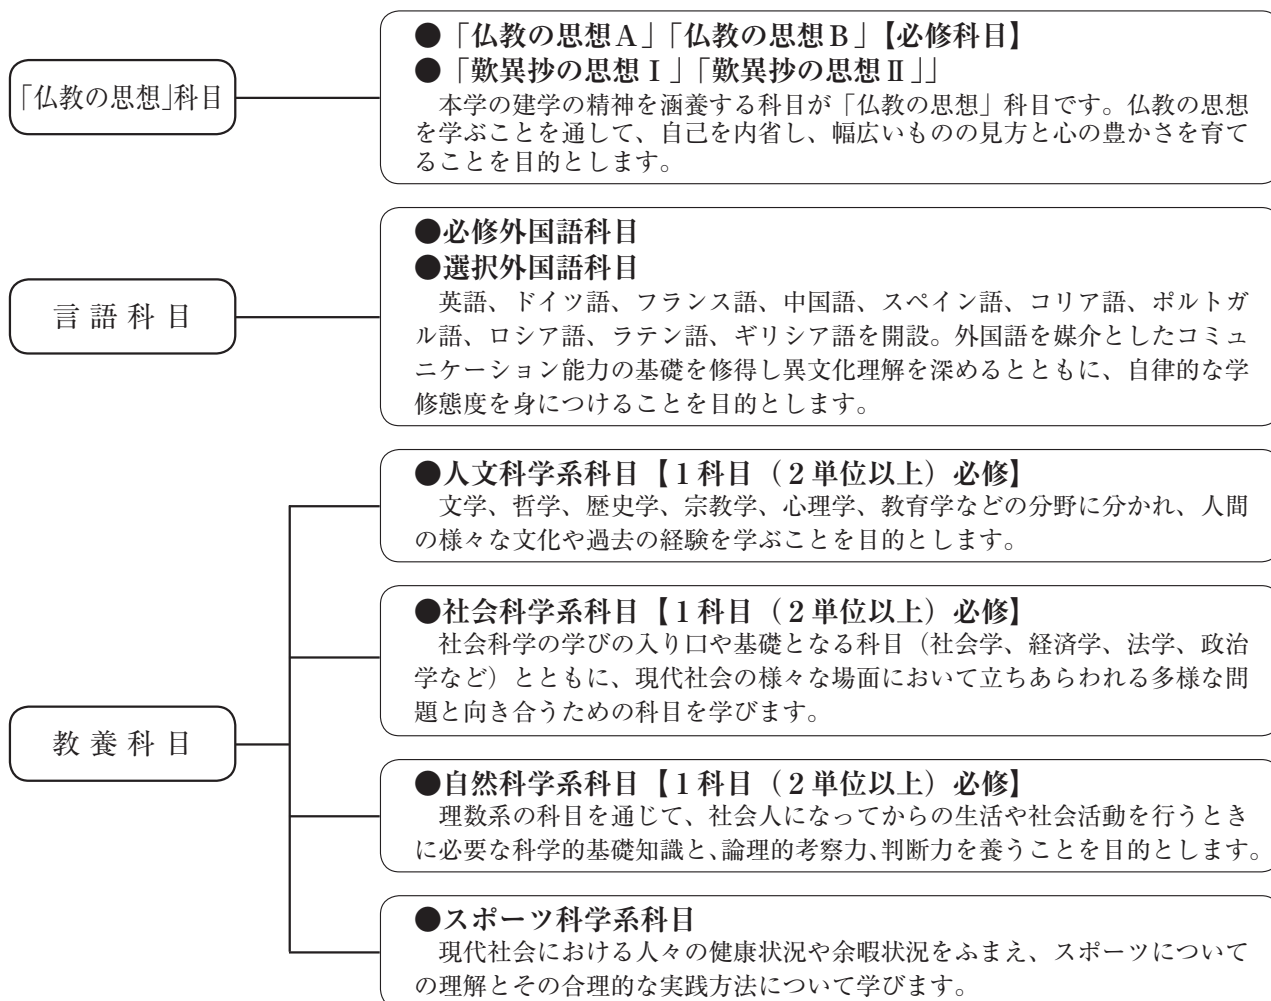 「仏教の思想」科目
●「仏教の思想A」「仏教の思想B」【必修科目】
●「歎異抄の思想Ⅰ」「歎異抄の思想Ⅱ」」
本学の建学の精神を涵養する科目が「仏教の思想」科目です。仏教の思想
を学ぶことを通して、自己を内省し、幅広いものの見方と心の豊かさを育て
ることを目的とします。
言語科目
●必修外国語科目
●選択外国語科目
英語、ドイツ語、フランス語、中国語、スペイン語、コリア語、ポルトガ
ル語、ロシア語、ラテン語、ギリシア語を開設。外国語を媒介としたコミュ
ニケーション能力の基礎を修得し異文化理解を深めるとともに、自律的な学
修態度を身につけることを目的とします。
教養科目
●人文科学系科目【1科目(2単位以上)必修】
文学、哲学、歴史学、宗教学、心理学、教育学などの分野に分かれ、人間
の様々な文化や過去の経験を学ぶことを目的とします。
●社会科学系科目【1科目(2単位以上)必修】
社会科学の学びの入り口や基礎となる科目(社会学、経済学、法学、政治
学など)とともに、現代社会の様々な場面において立ちあらわれる多様な問
題と向き合うための科目を学びます。
●自然科学系科目【1科目(2単位以上)必修】
理数系の科目を通じて、社会人になってからの生活や社会活動を行うとき
に必要な科学的基礎知識と、論理的考察力、判断力を養うことを目的とします。
●スポーツ科学系科目
現代社会における人々の健康状況や余暇状況をふまえ、スポーツについて
の理解とその合理的な実践方法について学びます。